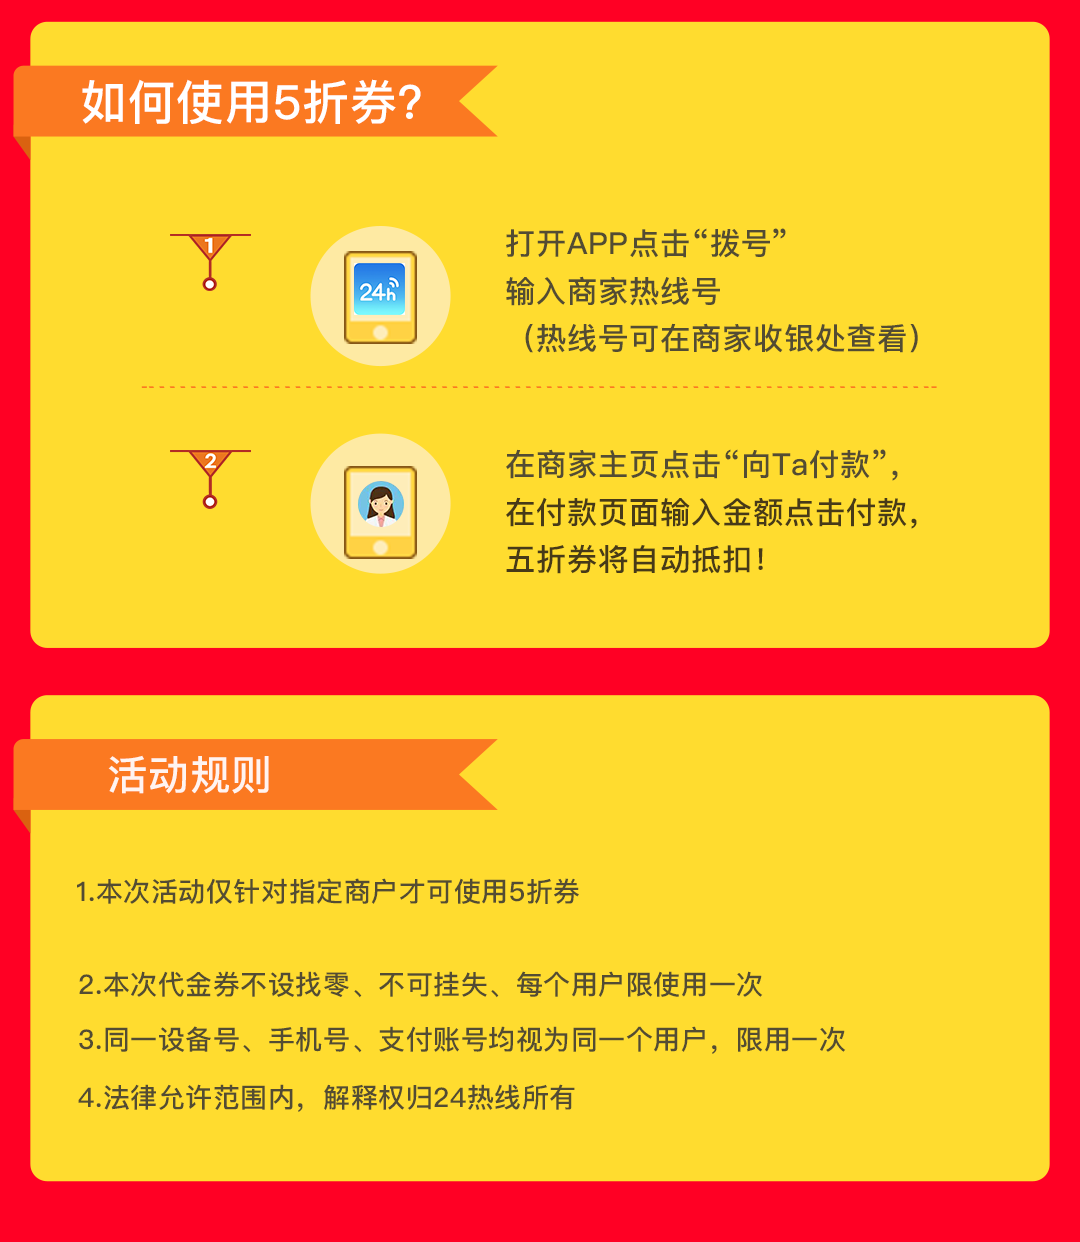 如何使用5折券?
1
24h
打开APP点击“拨号”
输入商家热线号
（热线号可在商家收银处查看）
2
在商家主页点击“向Ta付款”，
在付款页面输入金额点击付款，
五折券将自动抵扣！
活动规则
1.本次活动仅针对指定商户才可使用5折券
2.本次代金券不设找零、不可挂失、每个用户限使用一次
3.同一设备号、手机号、支付账号均视为同一个用户，限用一次
4.法律允许范围内，解释权归24热线所有